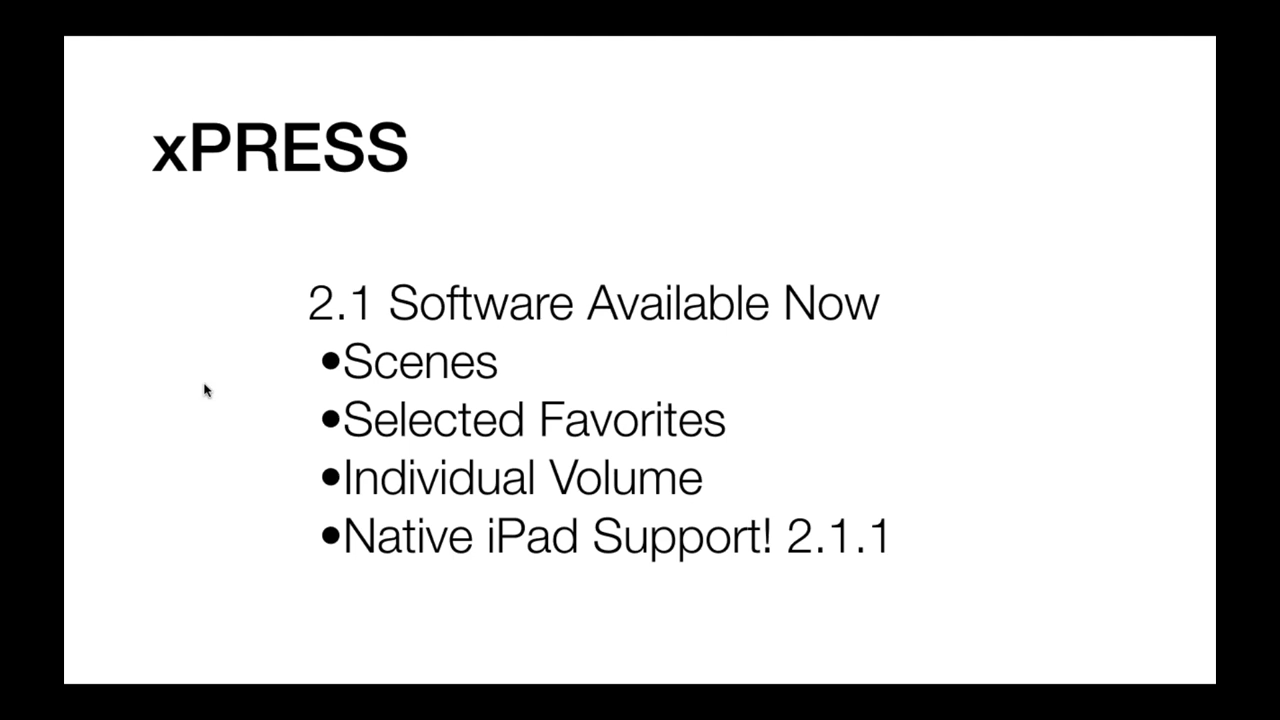 xPRESS
2.1 Software Available Now
•Scenes
•Selected Favorites
•Individual Volume
•Native iPad Support! 2.1.1